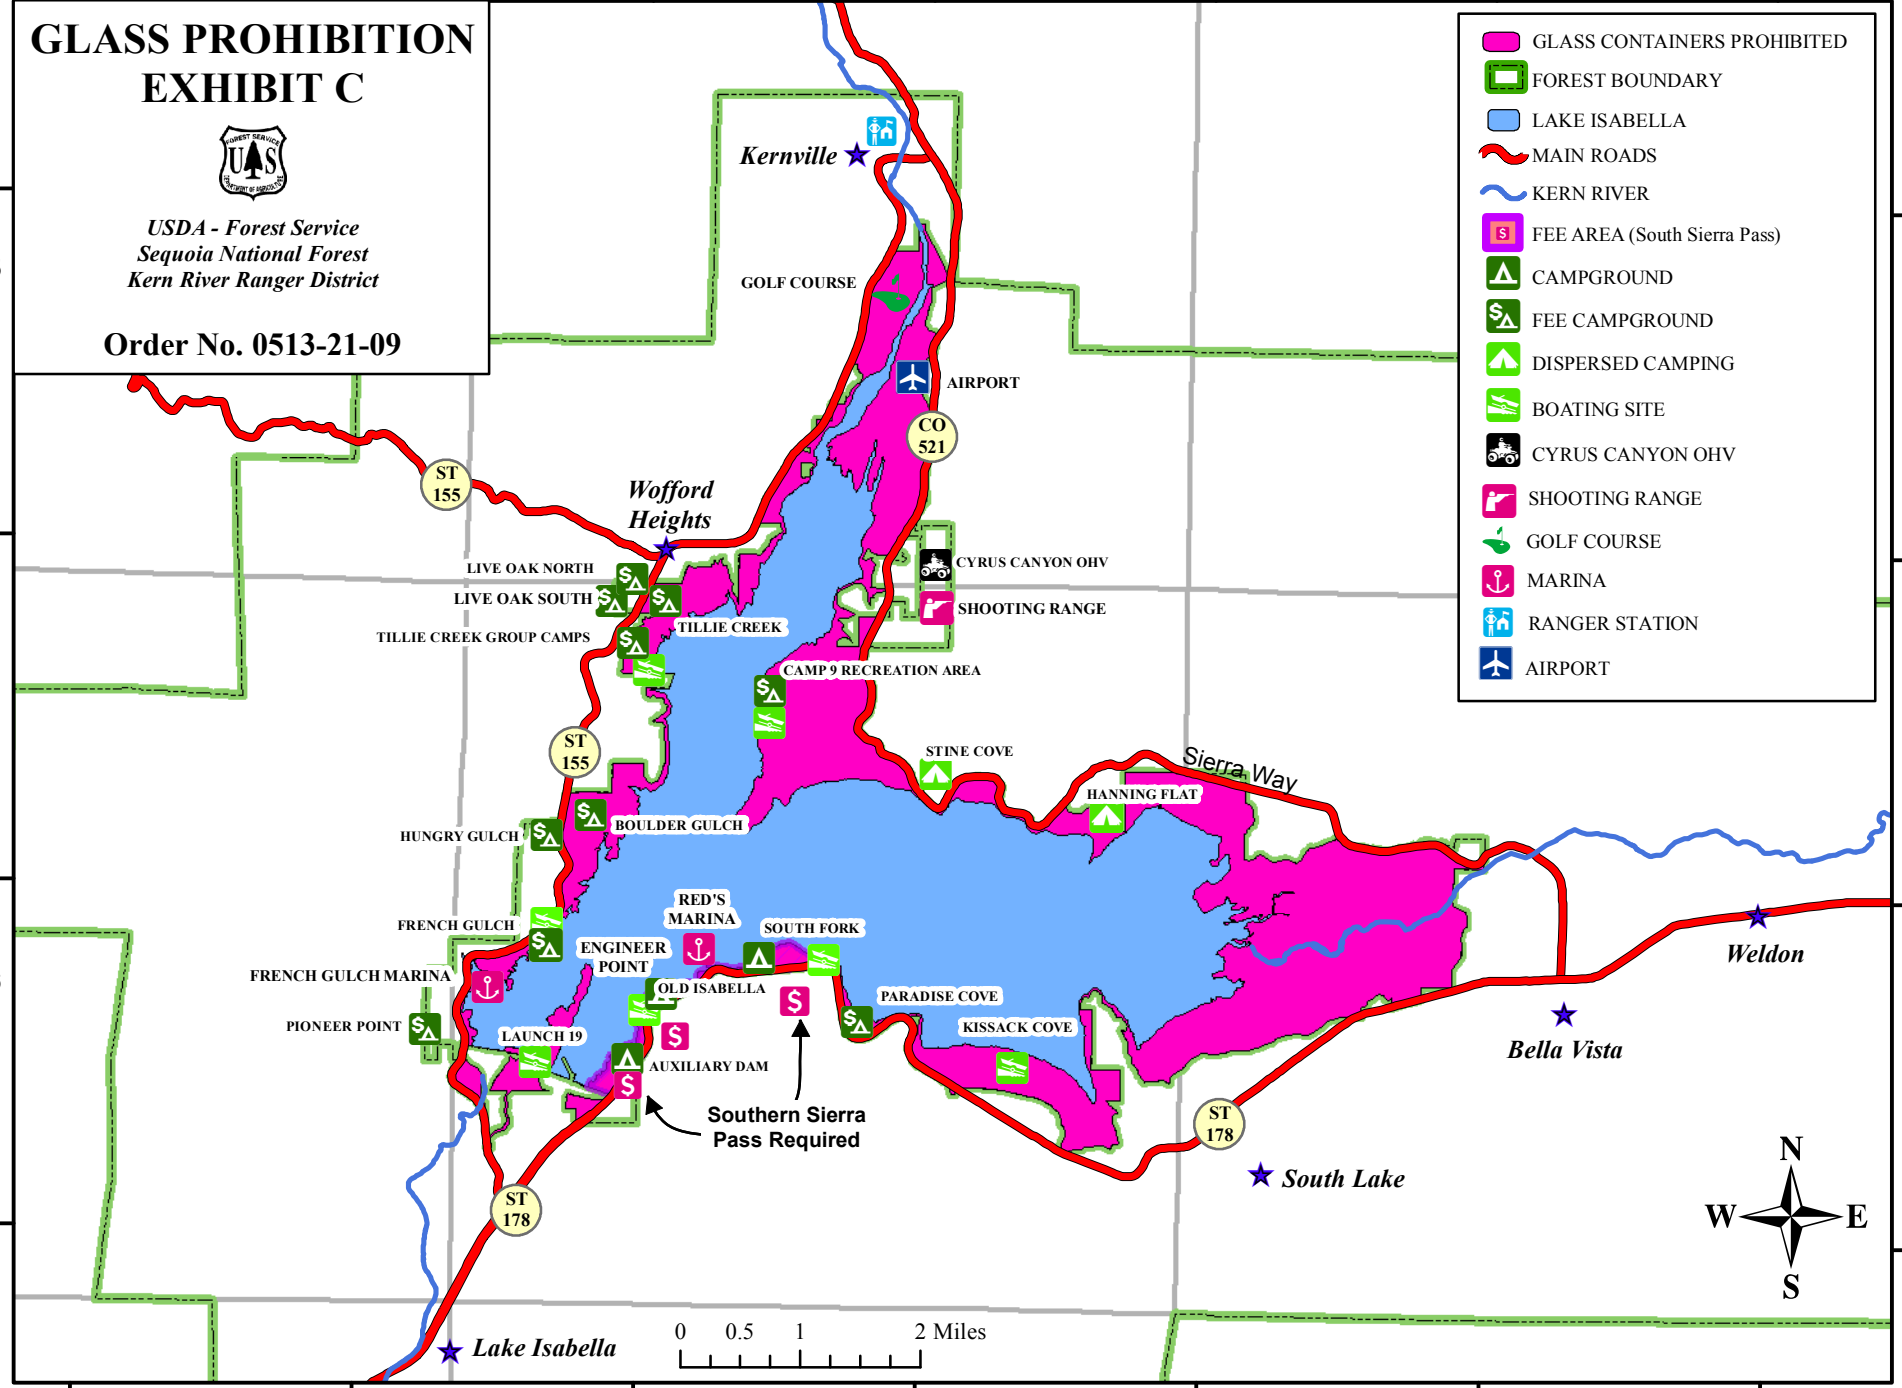 GLASS PROHIBITION
EXHIBIT C
FOREST SERVICE
U S
DEPARTMENT OF AGRICULTURE
USDA - Forest Service
Sequoia National Forest
Kern River Ranger District
Order No. 0513-21-09
GLASS CONTAINERS PROHIBITED
FOREST BOUNDARY
LAKE ISABELLA
MAIN ROADS
KERN RIVER
$ FEE AREA (South Sierra Pass)
CAMPGROUND
$ FEE CAMPGROUND
DISPERSED CAMPING
BOATING SITE
CYRUS CANYON OHV
SHOOTING RANGE
GOLF COURSE
MARINA
RANGER STATION
AIRPORT
Kernville
GOLF COURSE
AIRPORT
CO
521
ST
155
Wofford
Heights
LIVE OAK NORTH
LIVE OAK SOUTH
TILLIE CREEK GROUP CAMPS
TILLIE CREEK
CYRUS CANYON OHV
SHOOTING RANGE
CAMP 9 RECREATION AREA
ST
155
STINE COVE
Sierra Way
HANNING FLAT
HUNGRY GULCH
BOULDER GULCH
RED'S
MARINA
FRENCH GULCH
SOUTH FORK
ENGINEER
POINT
FRENCH GULCH MARINA
OLD ISABELLA
PARADISE COVE
PIONEER POINT
LAUNCH 19
KISSACK COVE
AUXILIARY DAM
$
$
$
Southern Sierra
Pass Required
Weldon
Bella Vista
ST
178
South Lake
ST
178
Lake Isabella
0 0.5 1 2 Miles
N
W E
S